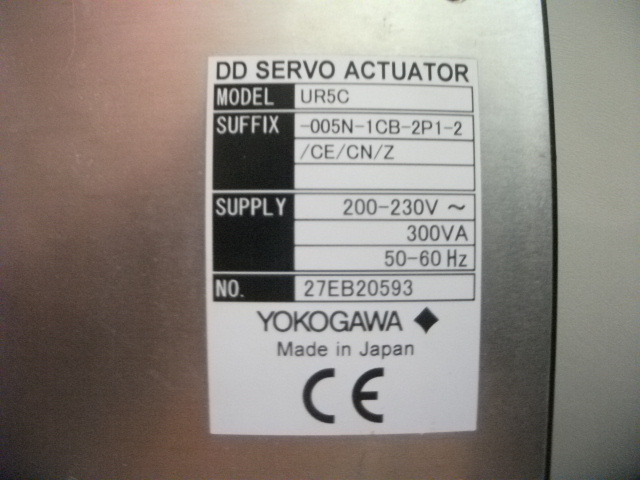 DD SERVO ACTUATOR
MODEL UR5C
SUFFIX -005N-1CB-2P1-2
/CE/CN/Z
SUPPLY 200-230V ~
300VA
50-60 Hz
NO. 27EB20593
YOKOGAWA ◆
Made in Japan
CE